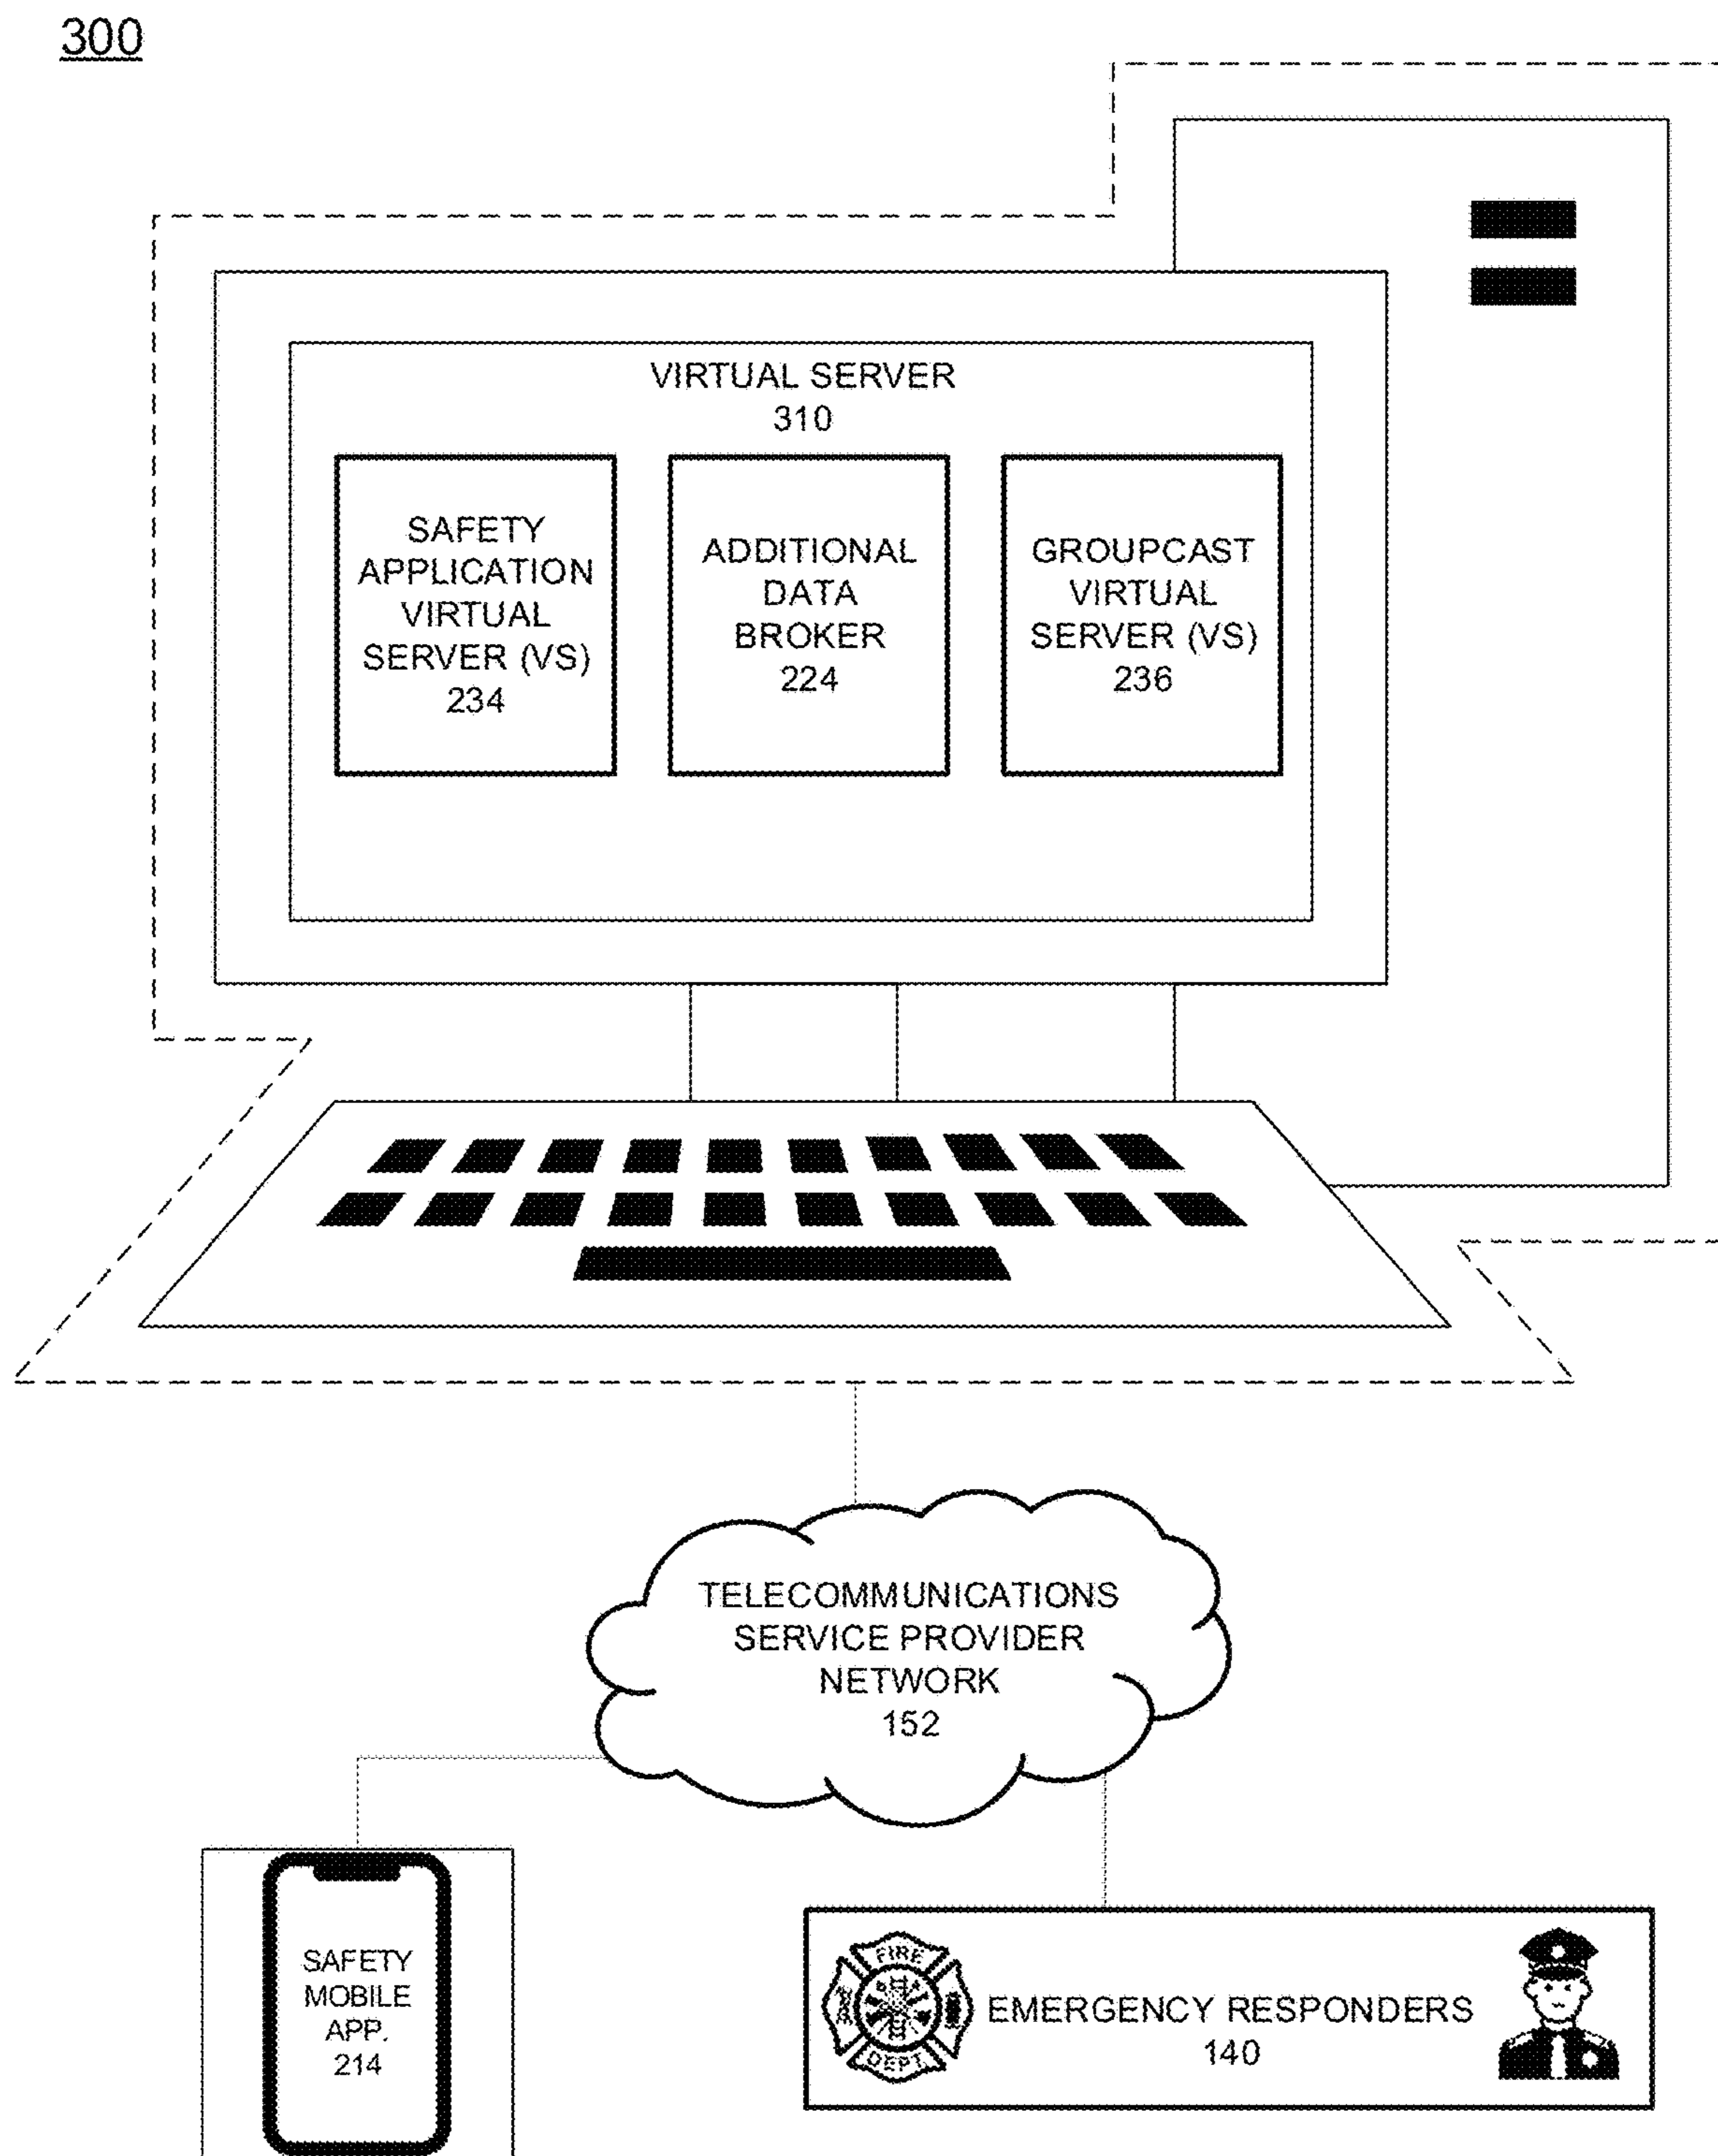 300
VIRTUAL SERVER
310
SAFETY
APPLICATION
VIRTUAL
SERVER (VS)
234
ADDITIONAL
DATA
BROKER
224
GROUPCAST
VIRTUAL
SERVER (VS)
236
TELECOMMUNICATIONS
SERVICE PROVIDER
NETWORK
152
SAFETY
MOBILE
APP.
214
FIRE
DEPT.
EMERGENCY RESPONDERS
140